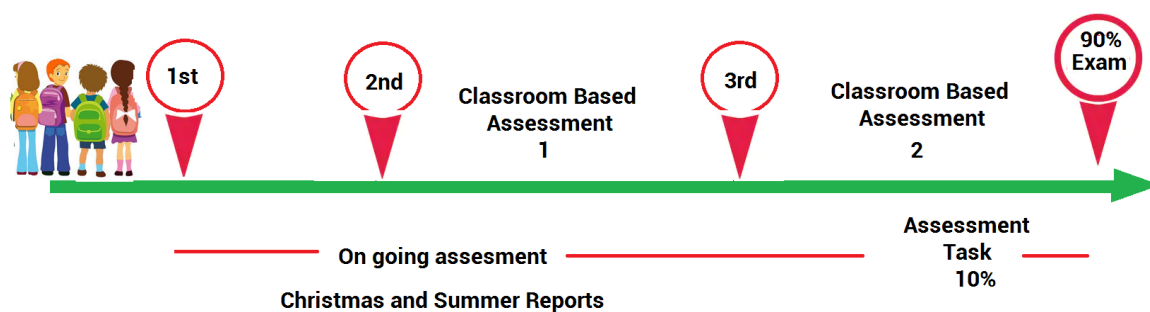 1st
2nd
Classroom Based
Assessment
1
3rd
Classroom Based
Assessment
2
90%
Exam
On going assesment
Christmas and Summer Reports
Assessment
Task
10%